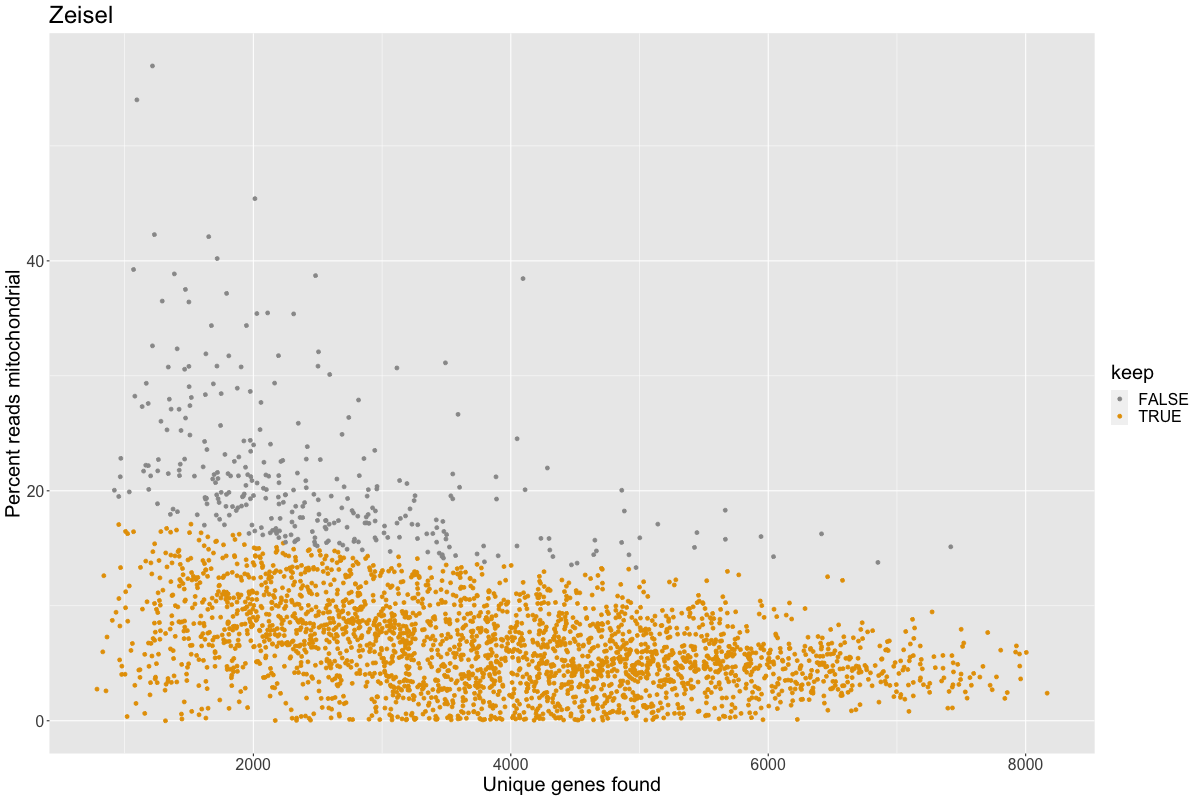 Zeisel
Percent reads mitochondrial
40
20
0
2000
4000
6000
8000
Unique genes found
keep
FALSE
TRUE